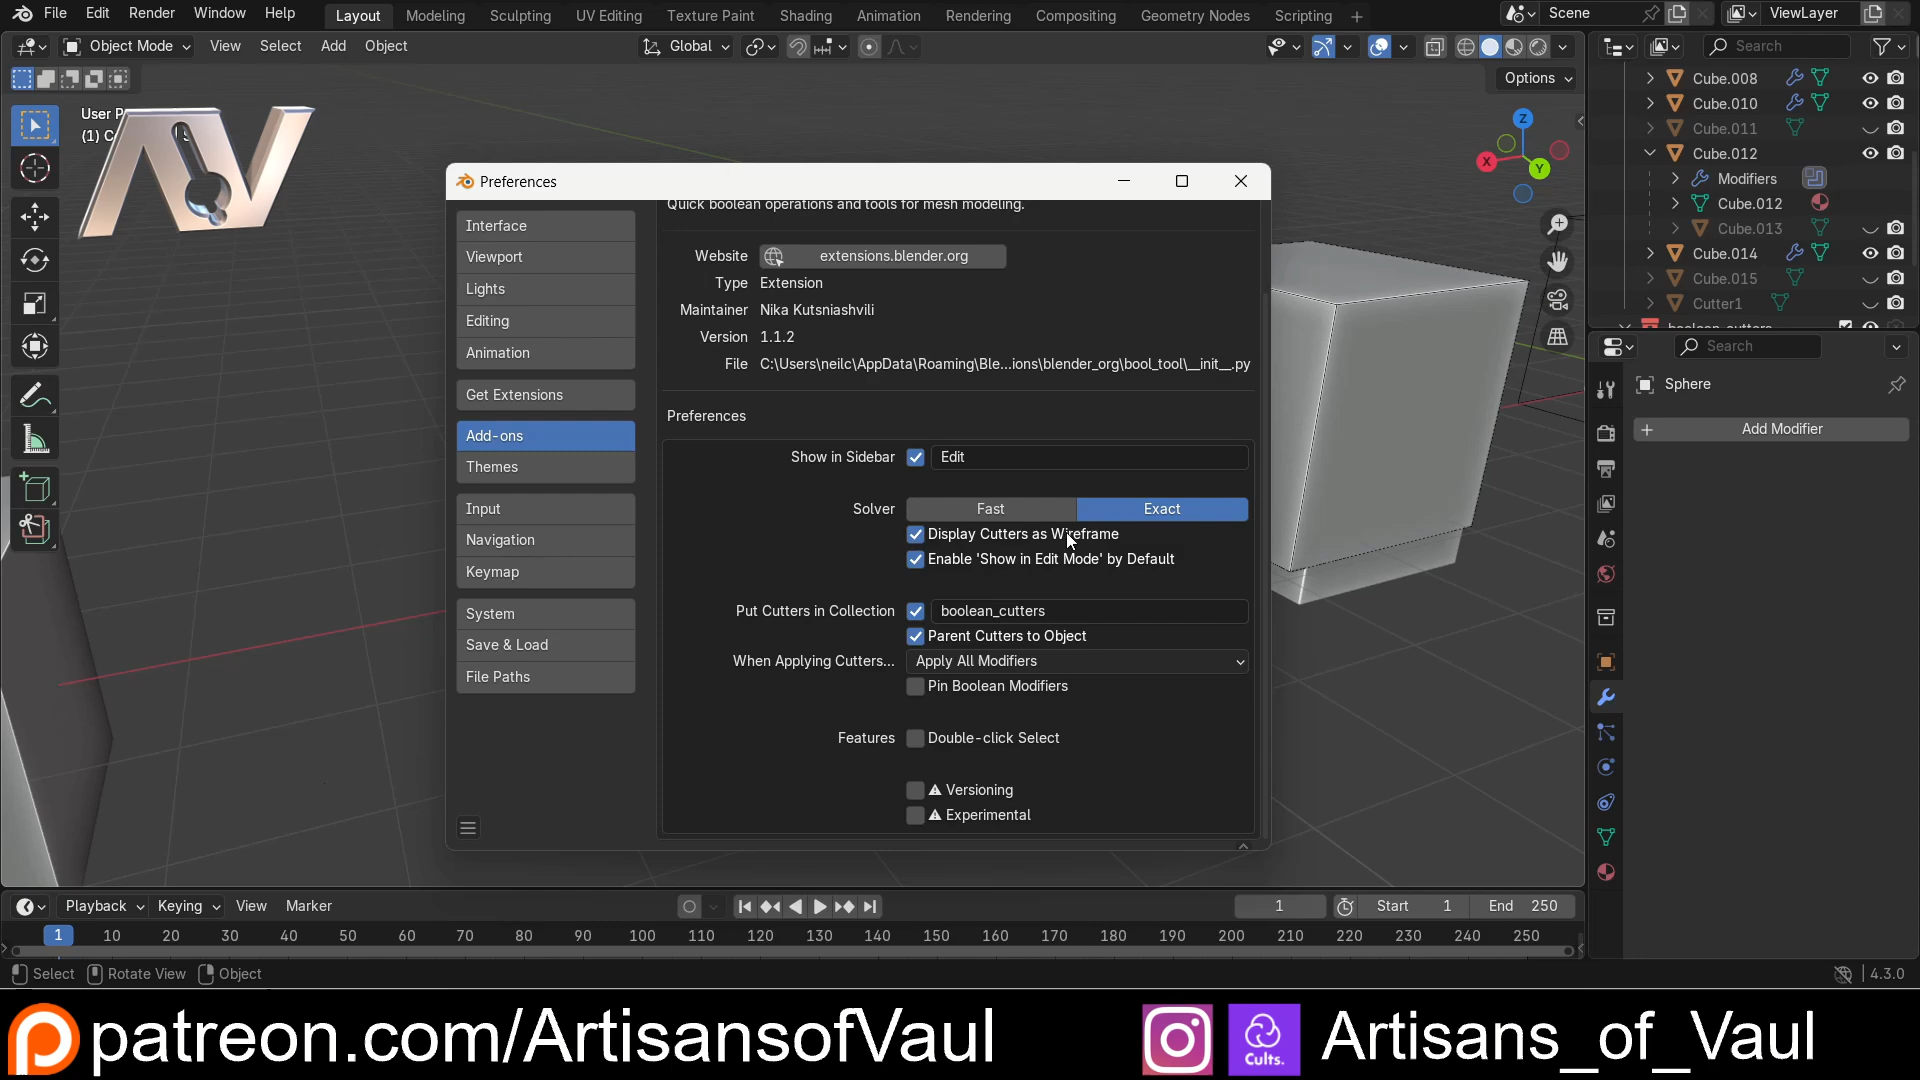 File Edit Render Window Help Layout Modeling Sculpting UV Editing Texture Paint Shading Animation Rendering Compositing Geometry Nodes Scripting + Scene ViewLayer
Object Mode View Select Add Object Global Search
Options
User P
(1) C
Z
X
Y
Cube.008
Cube.010
Cube.011
Cube.012
Modifiers
Cube.012
Cube.013
Cube.014
Cube.015
Cutter1
boolean_cutters
Search
Sphere
Add Modifier
Preferences
Interface
Viewport
Lights
Editing
Animation
Get Extensions
Add-ons
Themes
Input
Navigation
Keymap
System
Save & Load
File Paths
Quick boolean operations and tools for mesh modeling.
Website extensions.blender.org
Type Extension
Maintainer Nika Kutsniashvili
Version 1.1.2
File C:\Users\neilc\AppData\Roaming\Ble...ions\blender_org\bool_tool\__init__.py
Preferences
Show in Sidebar Edit
Solver Fast Exact
Display Cutters as Wireframe
Enable 'Show in Edit Mode' by Default
Put Cutters in Collection boolean_cutters
Parent Cutters to Object
When Applying Cutters... Apply All Modifiers
Pin Boolean Modifiers
Features Double-click Select
Versioning
Experimental
Playback Keying View Marker 1 Start 1 End 250
1 10 20 30 40 50 60 70 80 90 100 110 120 130 140 150 160 170 180 190 200 210 220 230 240 250
Select Rotate View Object 4.3.0
patreon.com/ArtisansofVaul Cults. Artisans_of_Vaul